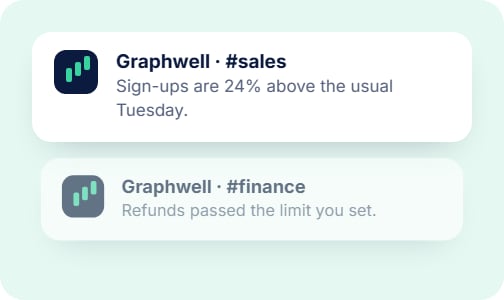 Graphwell · #sales
Sign-ups are 24% above the usual
Tuesday.
Graphwell · #finance
Refunds passed the limit you set.